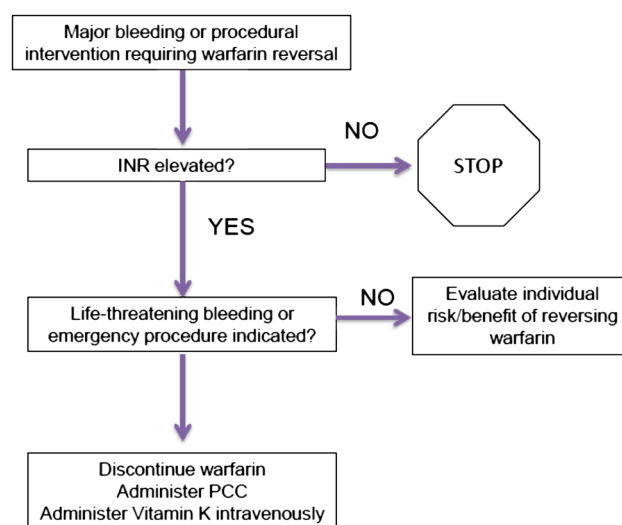 Major bleeding or procedural
intervention requiring warfarin reversal
INR elevated?
NO
STOP
YES
Life-threatening bleeding or
emergency procedure indicated?
NO
Evaluate individual
risk/benefit of reversing
warfarin
Discontinue warfarin
Administer PCC
Administer Vitamin K intravenously